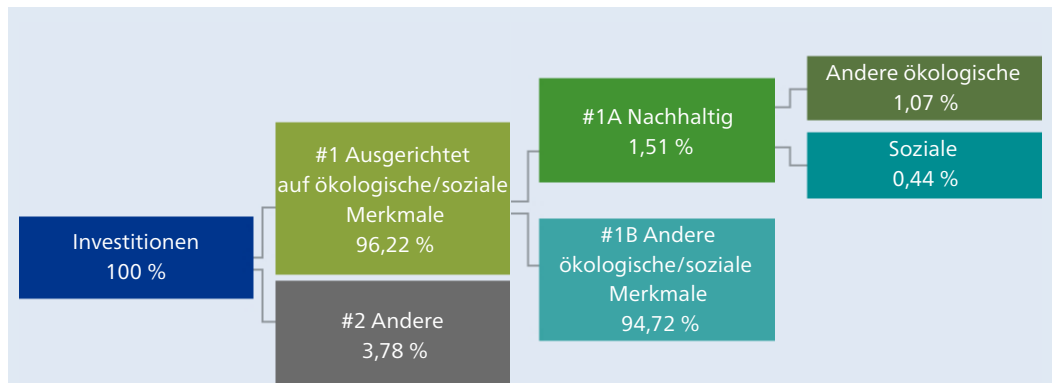 Investitionen
100 %
#1 Ausgerichtet
auf ökologische/soziale
Merkmale
96,22 %
#2 Andere
3,78 %
#1A Nachhaltig
1,51 %
#1B Andere
ökologische/soziale
Merkmale
94,72 %
Andere ökologische
1,07 %
Soziale
0,44 %